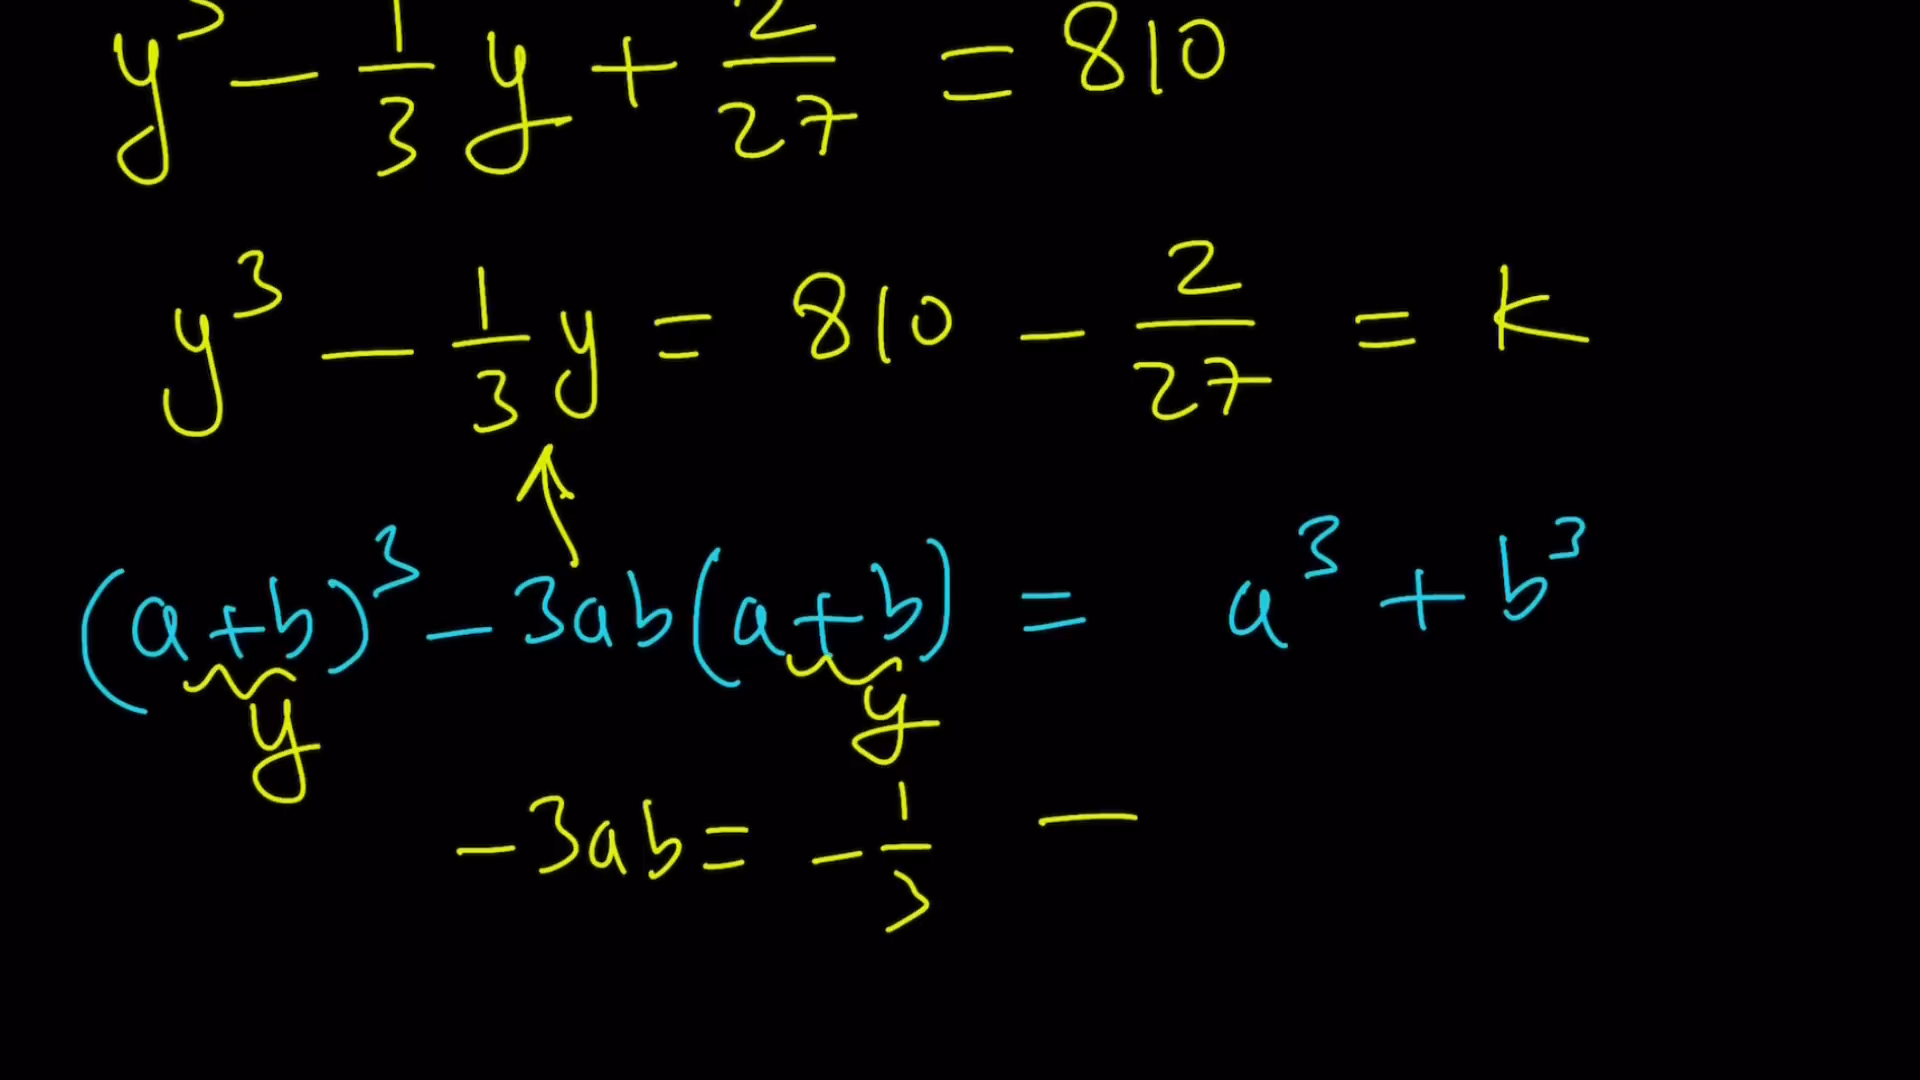 y³ − 1/3 y + 2/27 = 810
y³ − 1/3 y = 810 − 2/27 = k
(a+b)³ − 3ab(a+b) = a³ + b³
y y
−3ab = − 1/3 —